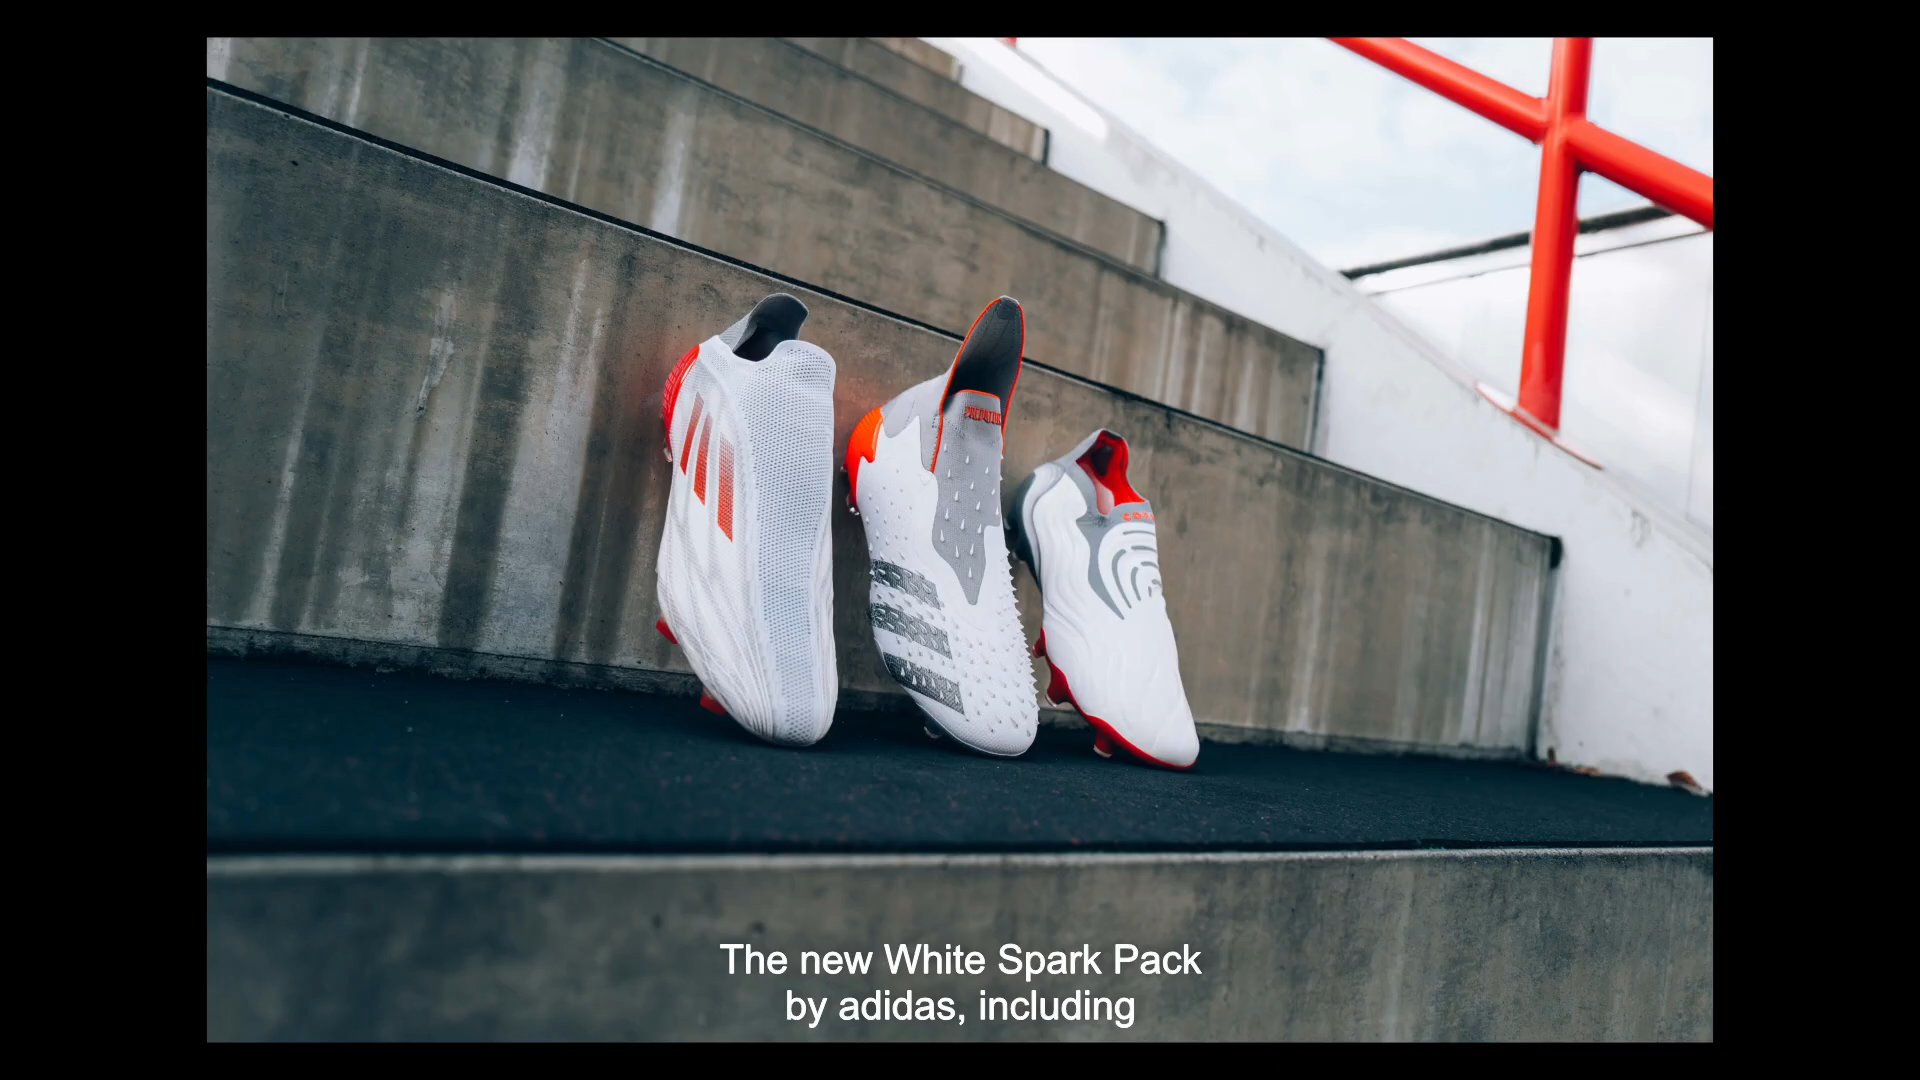 PREDATOR
The new White Spark Pack
by adidas, including